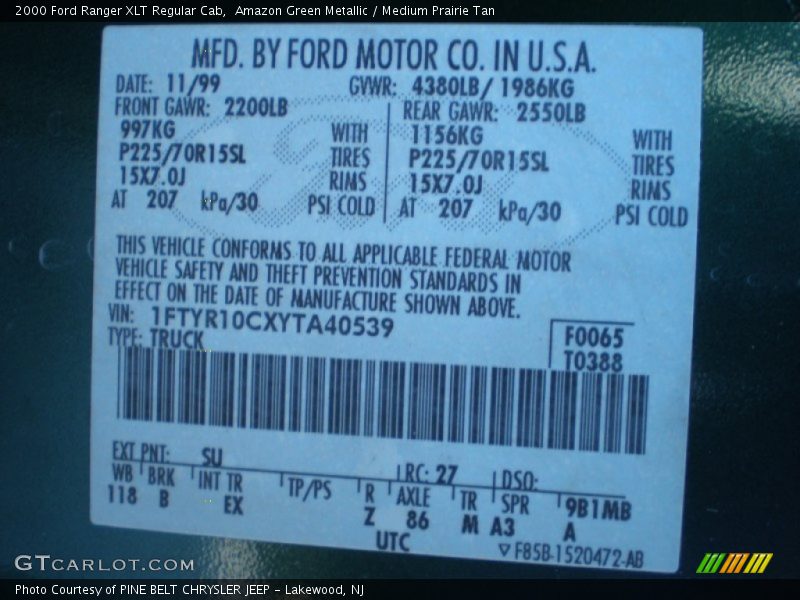 2000 Ford Ranger XLT Regular Cab,  Amazon Green Metallic / Medium Prairie Tan
MFD. BY FORD MOTOR CO. IN U.S.A.
DATE: 11/99 GVWR: 4380LB/ 1986KG
FRONT GAWR: 2200LB REAR GAWR: 2550LB
997KG WITH 1156KG WITH
P225/70R15SL TIRES P225/70R15SL TIRES
15X7.0J RIMS 15X7.0J RIMS
AT 207 kPa/30 PSI COLD AT 207 kPa/30 PSI COLD
THIS VEHICLE CONFORMS TO ALL APPLICABLE FEDERAL MOTOR
VEHICLE SAFETY AND THEFT PREVENTION STANDARDS IN
EFFECT ON THE DATE OF MANUFACTURE SHOWN ABOVE.
VIN: 1FTYR10CXYTA40539 F0065
TYPE: TRUCK T0388
EXT PNT: SU RC: 27 DSO:
WB BRK INT TR TP/PS R AXLE TR SPR 9B1MB
118 B EX Z 86 M A3 A
UTC ▽F85B-1520472-AB
GTCARLOT.COM
Photo Courtesy of PINE BELT CHRYSLER JEEP - Lakewood, NJ